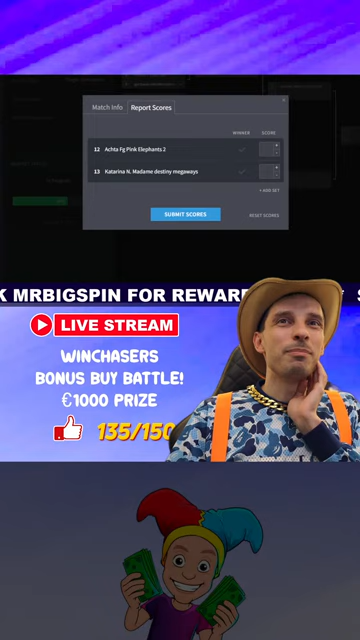 Match Info Report Scores
WINNER SCORE
12 Achta Fg Pink Elephants 2
13 Katarina N. Madame destiny megaways
+ ADD SET
SUBMIT SCORES RESET SCORES
K MRBIGSPIN FOR REWAR
LIVE STREAM
WINCHASERS
BONUS BUY BATTLE!
€1000 PRIZE
135/150